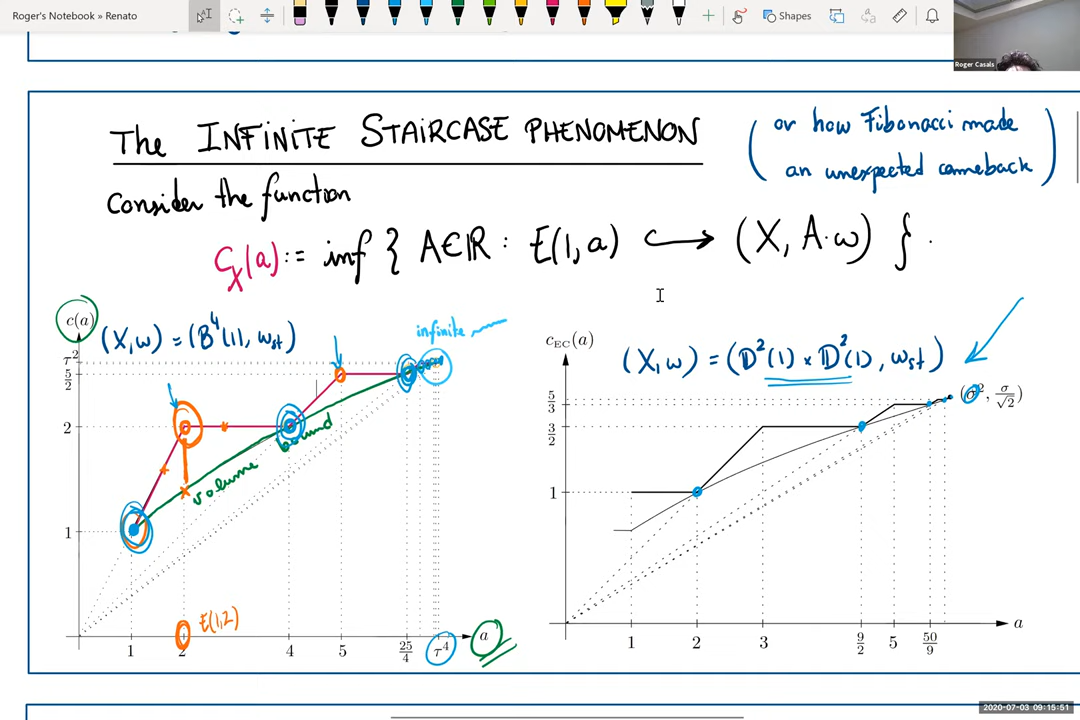 Roger's Notebook » Renato
Shapes
Roger Casals
The INFINITE STAIRCASE PHENOMENON
( or how Fibonacci made
an unexpected comeback )
Consider the function
C_X(a) := inf { A∈ℝ : E(1,a) ↪ (X, A·ω) } .
c(a)
(X,ω) = (B⁴(1), ω_st)
infinite
τ²
5/2
2
1
volume bound
E(1,2)
1
2
4
5
25/4
τ⁴
a
c_EC(a)
(X,ω) = (D²(1) × D²(1), ω_st)
(σ², σ/√2)
5/3
3/2
1
1
2
3
9/2
5
50/9
a
2020-07-03 09:15:51